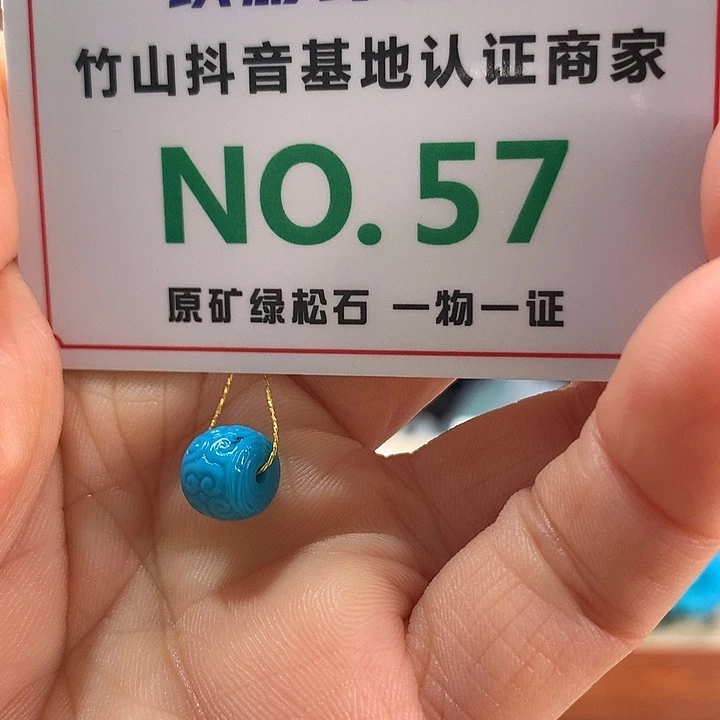 竹山抖音基地认证商家
NO. 57
原矿绿松石 一物一证